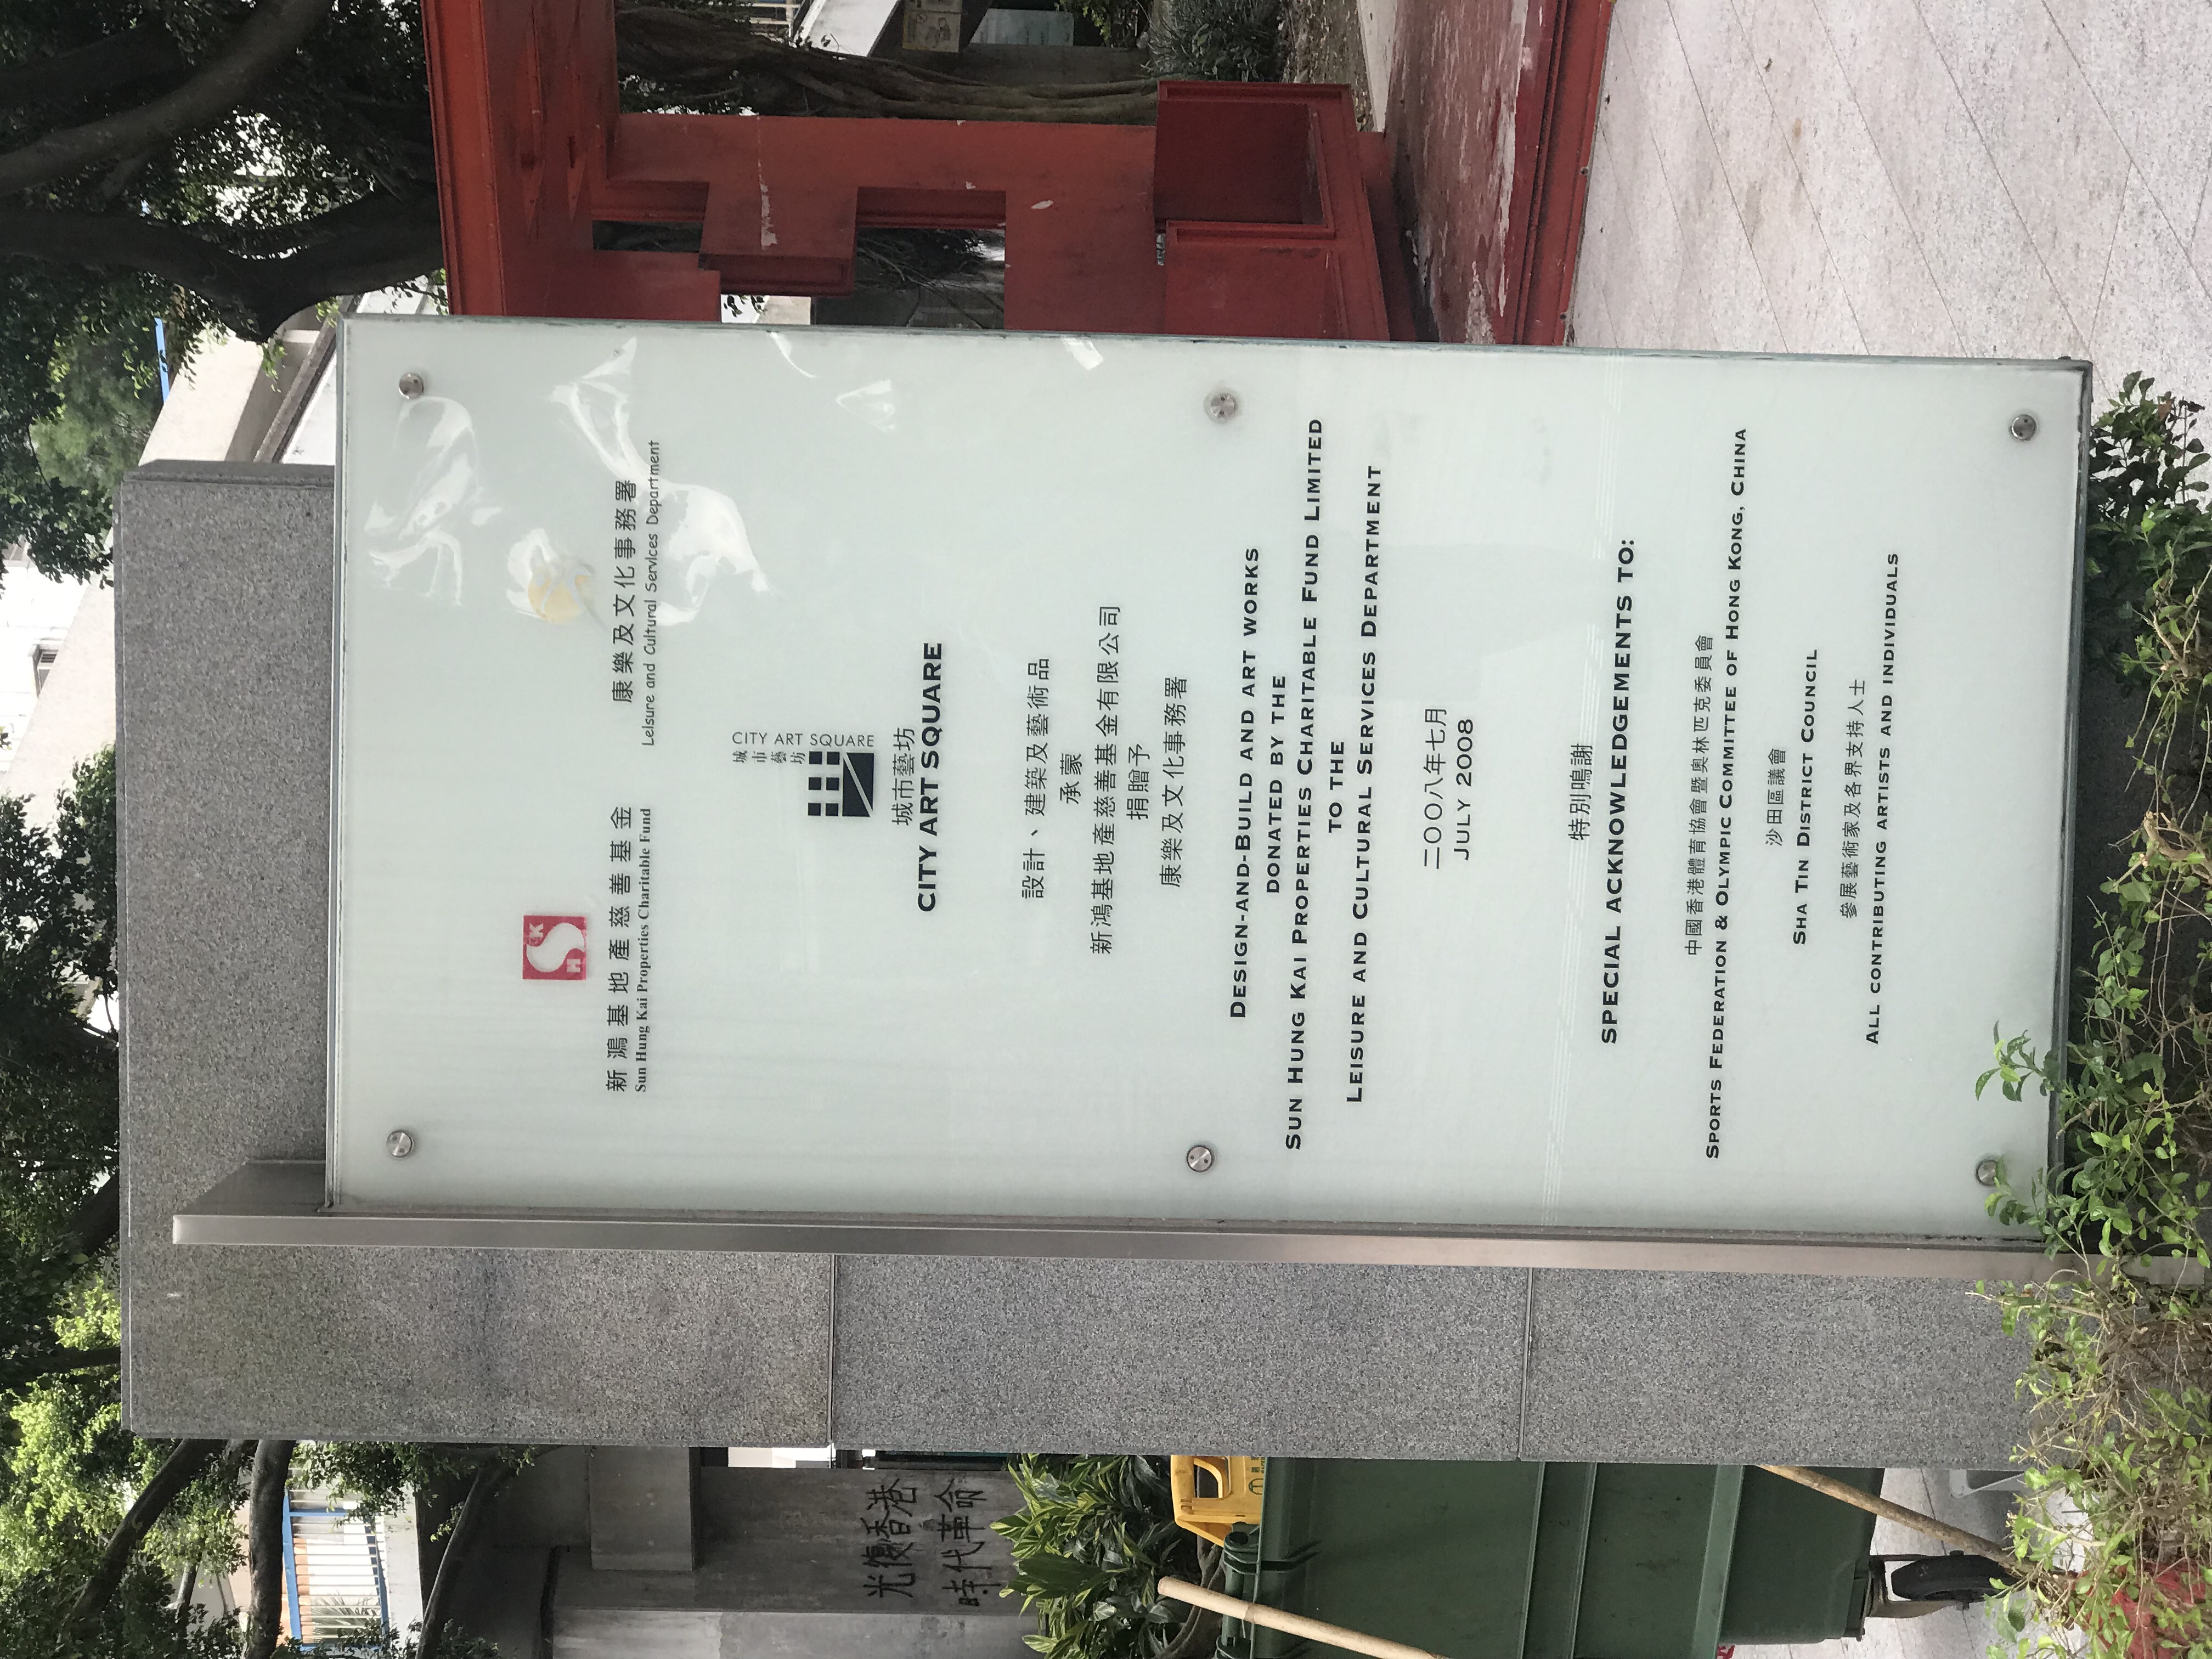 新鴻基地產慈善基金
Sun Hung Kai Properties Charitable Fund
康樂及文化事務署
Leisure and Cultural Services Department
CITY ART SQUARE
城市藝坊
城市藝坊
CITY ART SQUARE
設計、建築及藝術品
承蒙
新鴻基地產慈善基金有限公司
捐贈予
康樂及文化事務署
DESIGN-AND-BUILD AND ART WORKS
DONATED BY THE
SUN HUNG KAI PROPERTIES CHARITABLE FUND LIMITED
TO THE
LEISURE AND CULTURAL SERVICES DEPARTMENT
二〇〇八年七月
JULY 2008
特別鳴謝
SPECIAL ACKNOWLEDGEMENTS TO:
中國香港體育協會暨奧林匹克委員會
SPORTS FEDERATION & OLYMPIC COMMITTEE OF HONG KONG, CHINA
沙田區議會
SHA TIN DISTRICT COUNCIL
參展藝術家及各界支持人士
ALL CONTRIBUTING ARTISTS AND INDIVIDUALS
光復香港
時代革命